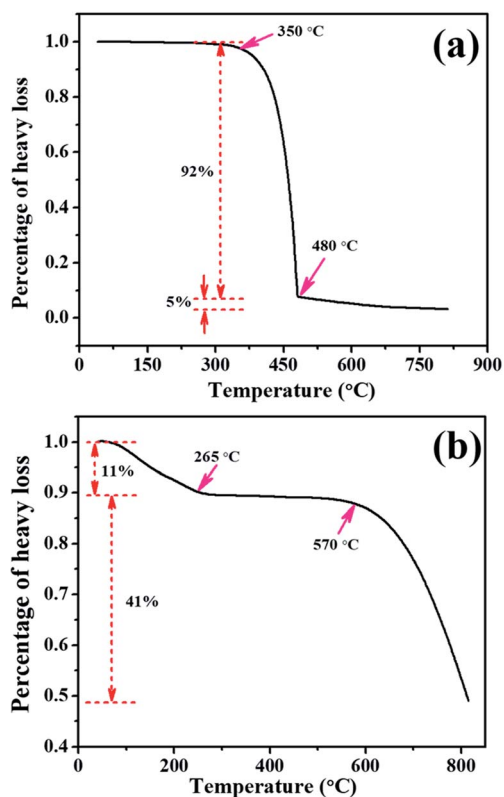 (a)
350 °C
1.0
0.8
0.6
0.4
0.2
0.0
Percentage of heavy loss
92%
480 °C
5%
0 150 300 450 600 750 900
Temperature (°C)
(b)
265 °C
1.0
0.9
0.8
0.7
0.6
0.5
0.4
Percentage of heavy loss
11%
570 °C
41%
0 200 400 600 800
Temperature (°C)